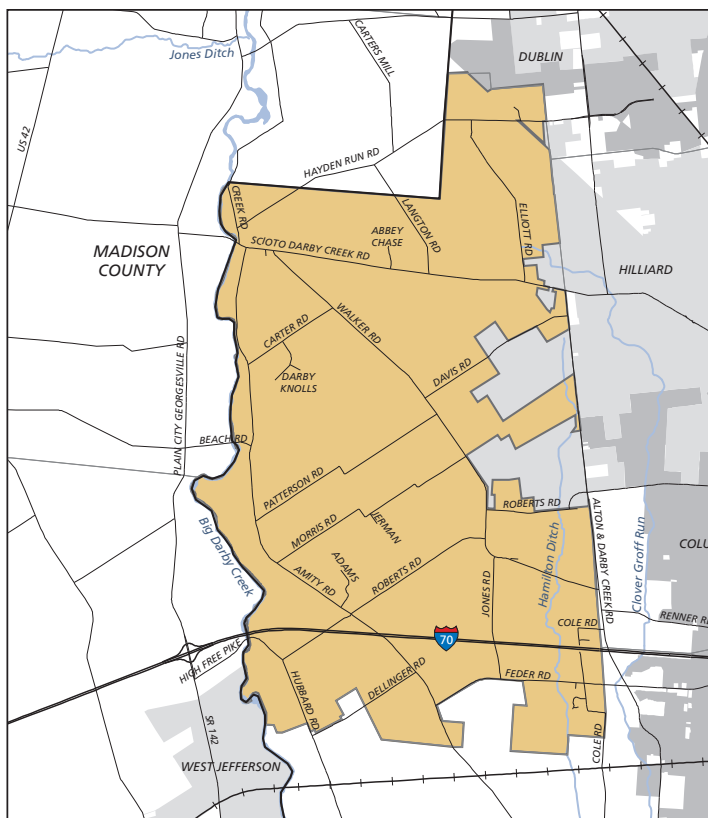 DUBLIN
CARTERS MILL
Jones Ditch
US 42
HAYDEN RUN RD
CREEK RD
LANGTON RD
ELLIOTT RD
ABBEY
CHASE
SCIOTO DARBY CREEK RD
MADISON
COUNTY
HILLIARD
WALKER RD
CARTER RD
PLAIN CITY GEORGESVILLE RD
DAVIS RD
DARBY
KNOLLS
BEACH RD
PATTERSON RD
ROBERTS RD
MORRIS RD
JERMAN
ALTON & DARBY CREEK RD
Clover Groff Run
Big Darby Creek
Hamilton Ditch
COLU
ADAMS
AMITY RD
ROBERTS RD
JONES RD
RENNER RD
COLE RD
70
HIGH FREE PIKE
HUBBARD RD
DELLINGER RD
FEDER RD
SR 142
COLE RD
WEST JEFFERSON